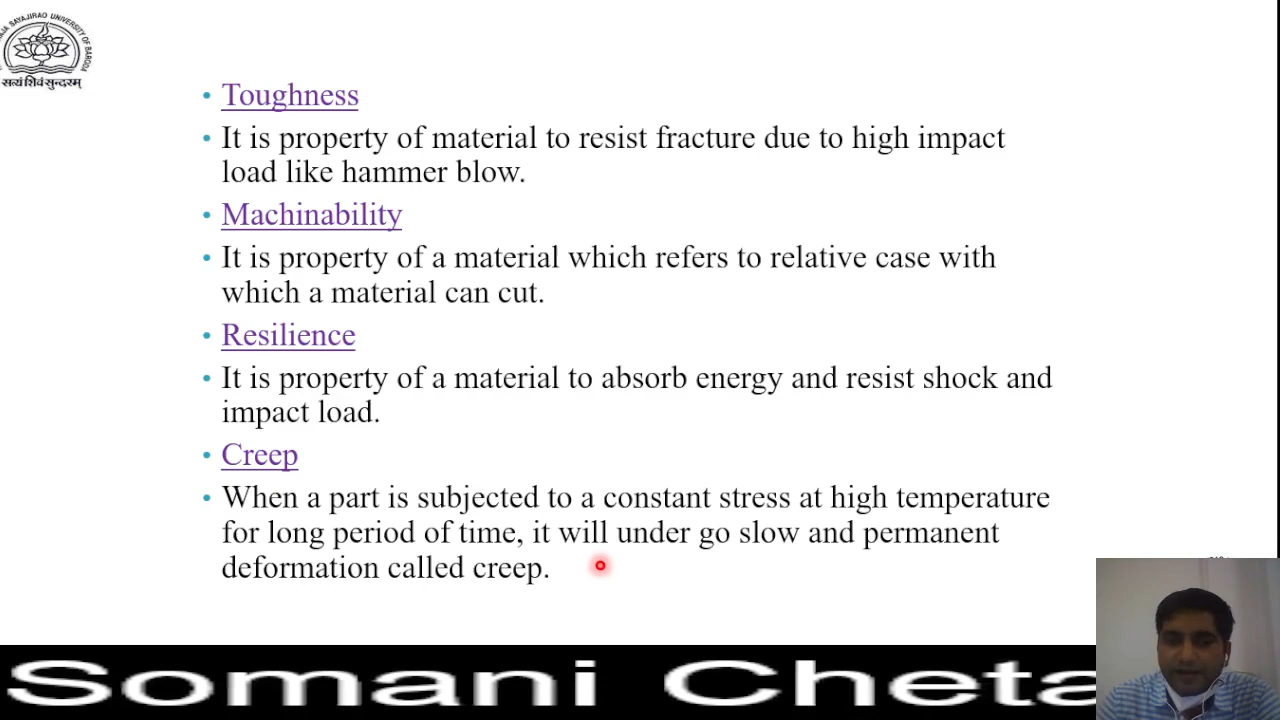 SAYAJIRAO UNIVERSITY OF BARODA
सत्यं शिवं सुन्दरम्
Toughness
It is property of material to resist fracture due to high impact
load like hammer blow.
Machinability
It is property of a material which refers to relative case with
which a material can cut.
Resilience
It is property of a material to absorb energy and resist shock and
impact load.
Creep
When a part is subjected to a constant stress at high temperature
for long period of time, it will under go slow and permanent
deformation called creep.
Somani Cheta